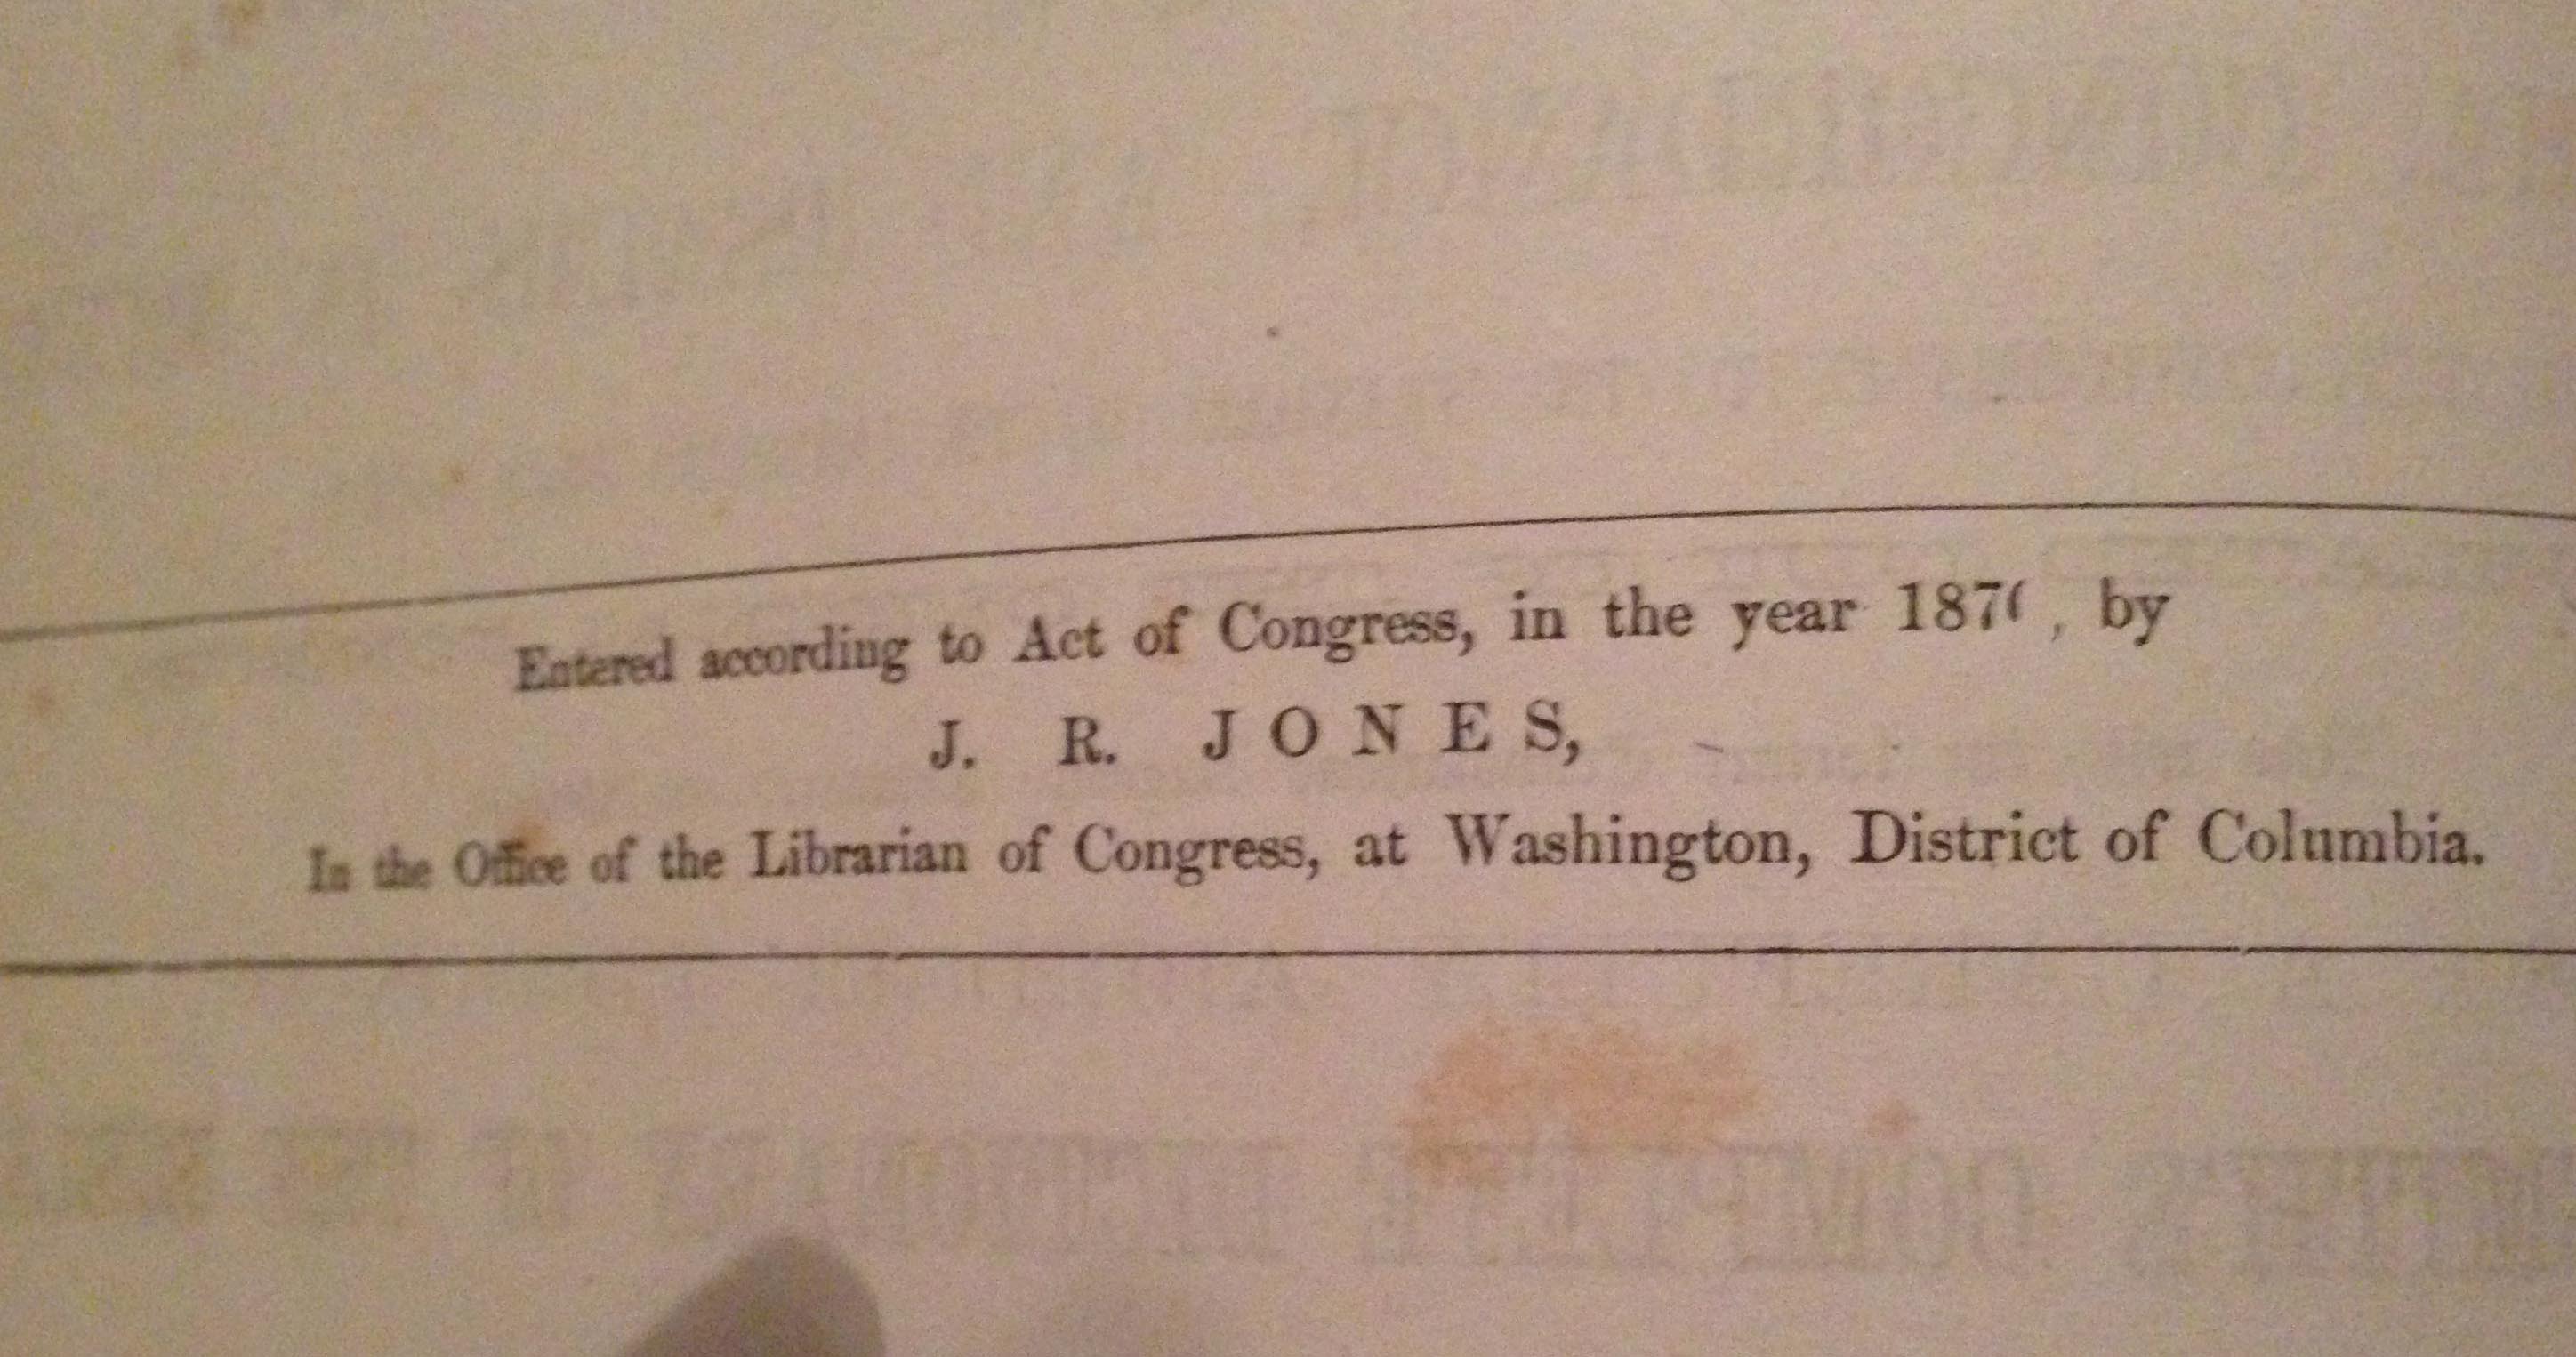 Entered according to Act of Congress, in the year 187 , by
J. R. JONES,
In the Office of the Librarian of Congress, at Washington, District of Columbia.